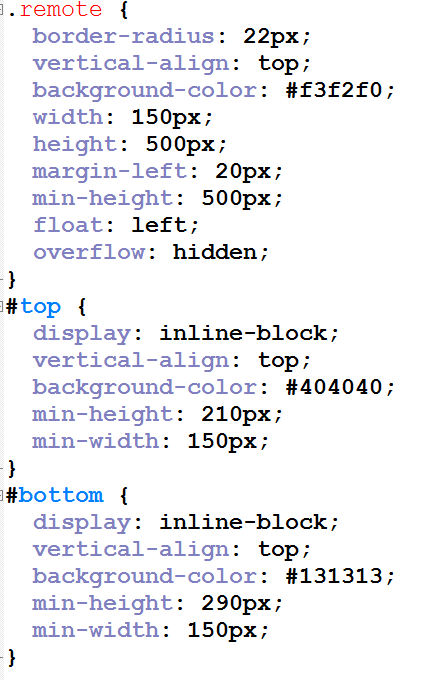 .remote {
border-radius: 22px;
vertical-align: top;
background-color: #f3f2f0;
width: 150px;
height: 500px;
margin-left: 20px;
min-height: 500px;
float: left;
overflow: hidden;
}
#top {
display: inline-block;
vertical-align: top;
background-color: #404040;
min-height: 210px;
min-width: 150px;
}
#bottom {
display: inline-block;
vertical-align: top;
background-color: #131313;
min-height: 290px;
min-width: 150px;
}